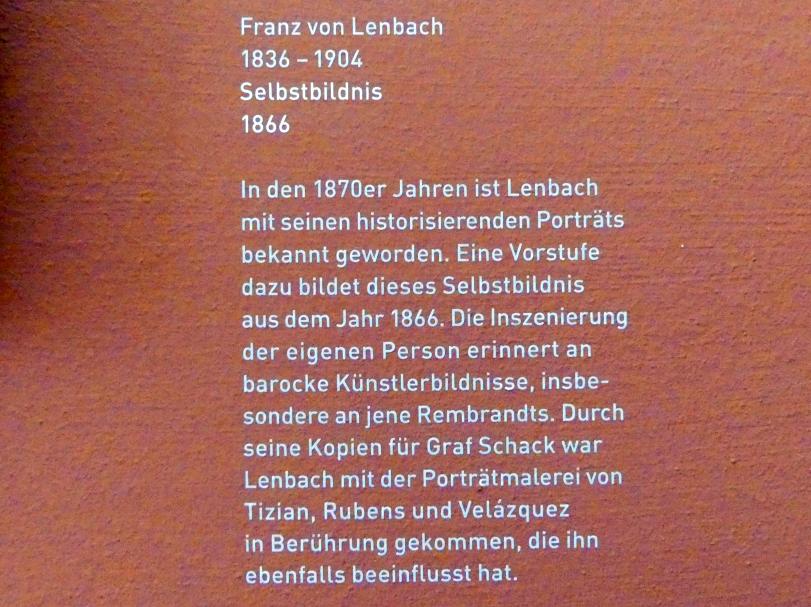 Franz von Lenbach
1836 – 1904
Selbstbildnis
1866
In den 1870er Jahren ist Lenbach
mit seinen historisierenden Porträts
bekannt geworden. Eine Vorstufe
dazu bildet dieses Selbstbildnis
aus dem Jahr 1866. Die Inszenierung
der eigenen Person erinnert an
barocke Künstlerbildnisse, insbe-
sondere an jene Rembrandts. Durch
seine Kopien für Graf Schack war
Lenbach mit der Porträtmalerei von
Tizian, Rubens und Velázquez
in Berührung gekommen, die ihn
ebenfalls beeinflusst hat.